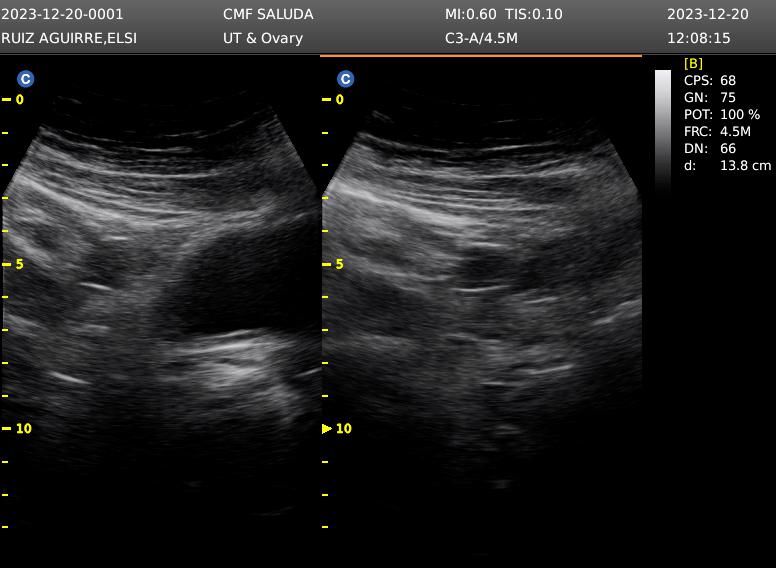 2023-12-20-0001 CMF SALUDA MI:0.60 TIS:0.10 2023-12-20
RUIZ AGUIRRE,ELSI UT & Ovary C3-A/4.5M 12:08:15
[B]
C C
CPS: 68
0 0
GN: 75
POT: 100 %
FRC: 4.5M
DN: 66
d: 13.8 cm
5 5
10 10